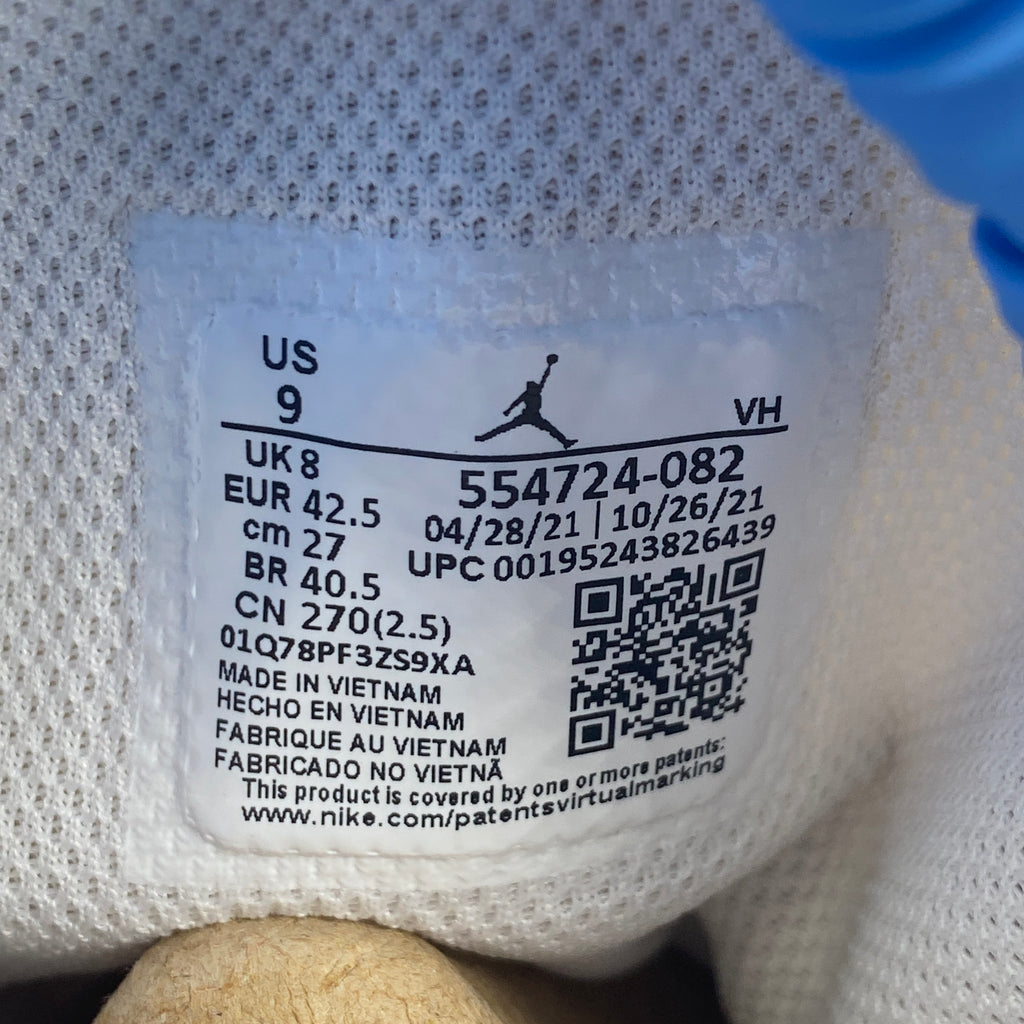 US
9
VH
UK 8
554724-082
EUR 42.5
04/28/21 | 10/26/21
cm 27
UPC 00195243826439
BR 40.5
CN 270(2.5)
01Q78PF3ZS9XA
MADE IN VIETNAM
HECHO EN VIETNAM
FABRIQUE AU VIETNAM
FABRICADO NO VIETNÃ
This product is covered by one or more patents:
www.nike.com/patentsvirtualmarking